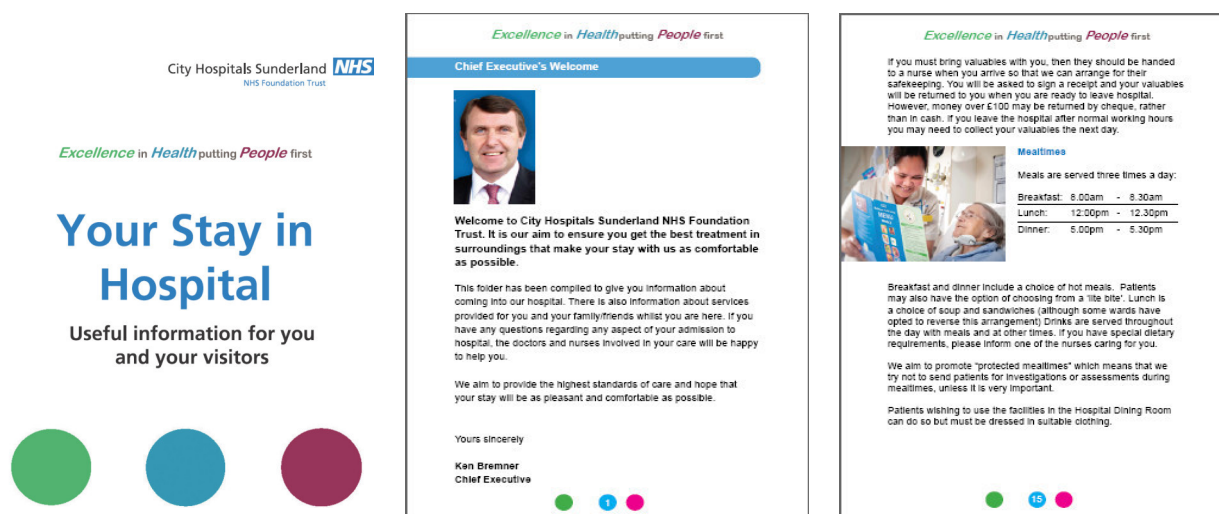 City Hospitals Sunderland NHS
NHS Foundation Trust
Excellence in Health putting People first
Your Stay in
Hospital
Useful information for you
and your visitors
Excellence in Health putting People first
Chief Executive's Welcome
Welcome to City Hospitals Sunderland NHS Foundation
Trust. It is our aim to ensure you get the best treatment in
surroundings that make your stay with us as comfortable
as possible.
This folder has been compiled to give you information about
coming into our hospital. There is also information about services
provided for you and your family/friends whilst you are here. If you
have any questions regarding any aspect of your admission to
hospital, the doctors and nurses involved in your care will be happy
to help you.
We aim to provide the highest standards of care and hope that
your stay will be as pleasant and comfortable as possible.
Yours sincerely
Ken Bremner
Chief Executive
1
Excellence in Health putting People first
If you must bring valuables with you, then they should be handed
to a nurse when you arrive so that we can arrange for their
safekeeping. You will be asked to sign a receipt and your valuables
will be returned to you when you are ready to leave hospital.
However, money over £100 may be returned by cheque, rather
than in cash. If you leave the hospital after normal working hours
you may need to collect your valuables the next day.
Mealtimes
Meals are served three times a day:
Breakfast: 8.00am - 8.30am
Lunch: 12:00pm - 12.30pm
Dinner: 5.00pm - 5.30pm
Breakfast and dinner include a choice of hot meals. Patients
may also have the option of choosing from a 'lite bite'. Lunch is
a choice of soup and sandwiches (although some wards have
opted to reverse this arrangement) Drinks are served throughout
the day with meals and at other times. If you have special dietary
requirements, please inform one of the nurses caring for you.
We aim to promote "protected mealtimes" which means that we
try not to send patients for investigations or assessments during
mealtimes, unless it is very important.
Patients wishing to use the facilities in the Hospital Dining Room
can do so but must be dressed in suitable clothing.
15